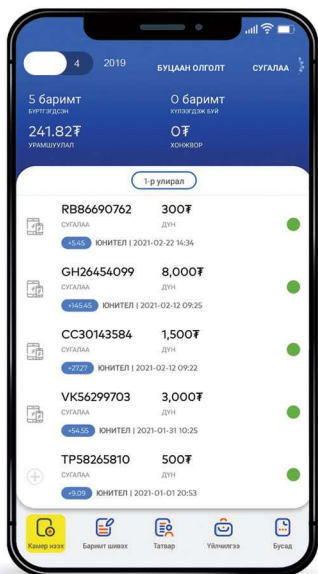 4 2019 БУЦААН ОЛГОЛТ СУГАЛАА
5 баримт 0 баримт
БҮРТГЭГДСЭН ХҮЛЭЭГДЭЖ БУЙ
241.82₮ 0₮
УРАМШУУЛАЛ ХОНЖВОР
1-р улирал
RB86690762 300₮
СУГАЛАА ДҮН
+5.45 ЮНИТЕЛ | 2021-02-22 14:34
GH26454099 8,000₮
СУГАЛАА ДҮН
+145.45 ЮНИТЕЛ | 2021-02-12 09:25
CC30143584 1,500₮
СУГАЛАА ДҮН
+27.27 ЮНИТЕЛ | 2021-02-12 09:22
VK56299703 3,000₮
СУГАЛАА ДҮН
+54.55 ЮНИТЕЛ | 2021-01-31 10:25
TP58265810 500₮
СУГАЛАА ДҮН
+9.09 ЮНИТЕЛ | 2021-01-01 20:53
Камер нээх Баримт шивэх Татвар Үйлчилгээ Бусад